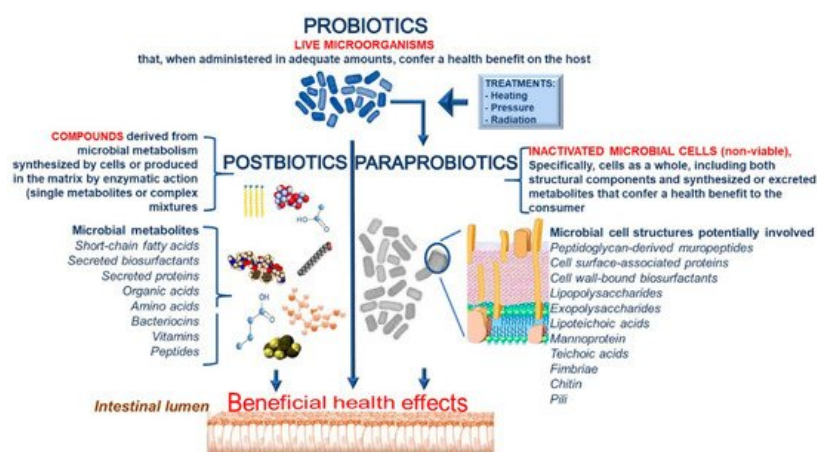 PROBIOTICS
LIVE MICROORGANISMS
that, when administered in adequate amounts, confer a health benefit on the host
TREATMENTS:
- Heating
- Pressure
- Radiation
COMPOUNDS derived from
microbial metabolism
synthesized by cells or produced
in the matrix by enzymatic action
(single metabolites or complex
mixtures
POSTBIOTICS
PARAPROBIOTICS
INACTIVATED MICROBIAL CELLS (non-viable),
Specifically, cells as a whole, including both
structural components and synthesized or excreted
metabolites that confer a health benefit to the
consumer
Microbial metabolites
Short-chain fatty acids
Secreted biosurfactants
Secreted proteins
Organic acids
Amino acids
Bacteriocins
Vitamins
Peptides
HO
O
OH
O
Microbial cell structures potentially involved
Peptidoglycan-derived muropeptides
Cell surface-associated proteins
Cell wall-bound biosurfactants
Lipopolysaccharides
Exopolysaccharides
Lipoteichoic acids
Mannoprotein
Teichoic acids
Fimbriae
Chitin
Pili
Intestinal lumen
Beneficial health effects